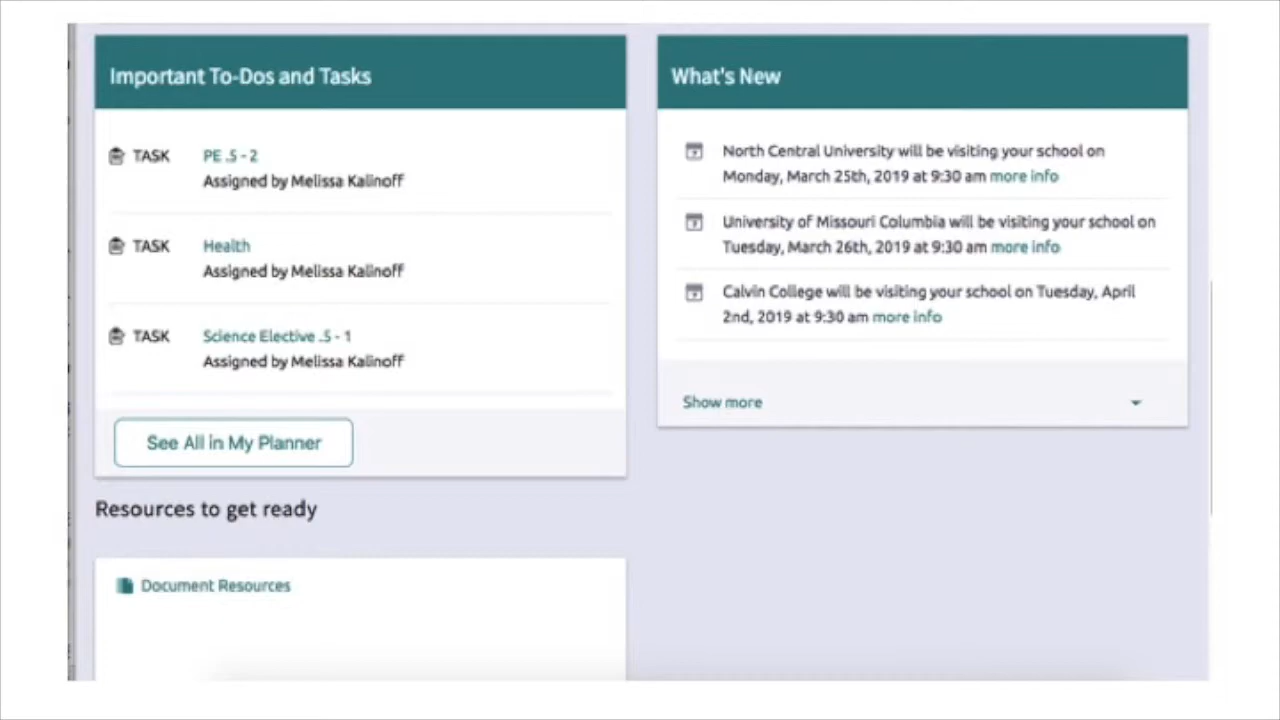 Important To-Dos and Tasks
TASK PE .5 - 2
Assigned by Melissa Kalinoff
TASK Health
Assigned by Melissa Kalinoff
TASK Science Elective .5 - 1
Assigned by Melissa Kalinoff
See All in My Planner
What's New
North Central University will be visiting your school on
Monday, March 25th, 2019 at 9:30 am more info
University of Missouri Columbia will be visiting your school on
Tuesday, March 26th, 2019 at 9:30 am more info
Calvin College will be visiting your school on Tuesday, April
2nd, 2019 at 9:30 am more info
Show more
Resources to get ready
Document Resources